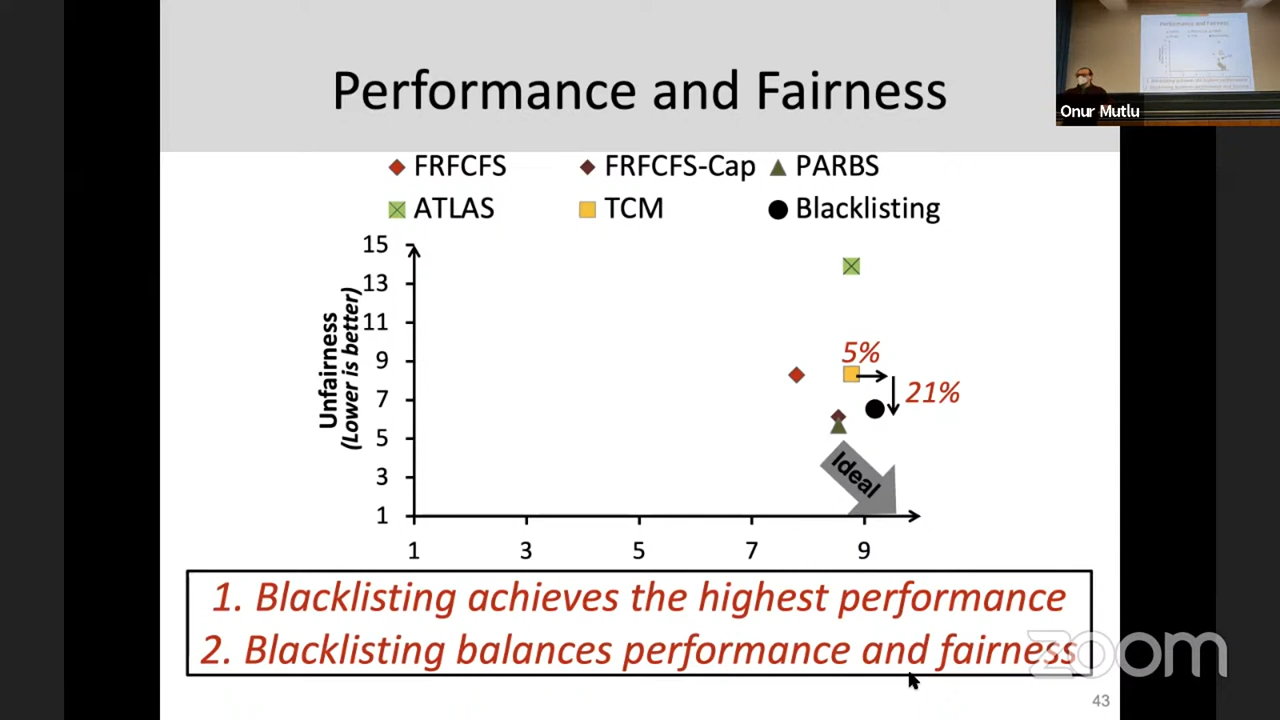 Performance and Fairness
Onur Mutlu
FRFCFS FRFCFS-Cap PARBS
ATLAS TCM Blacklisting
Unfairness
(Lower is better)
15
13
11
9
7
5
3
1
5%
21%
Ideal
1 3 5 7 9
1. Blacklisting achieves the highest performance
2. Blacklisting balances performance and fairness
zoom
43